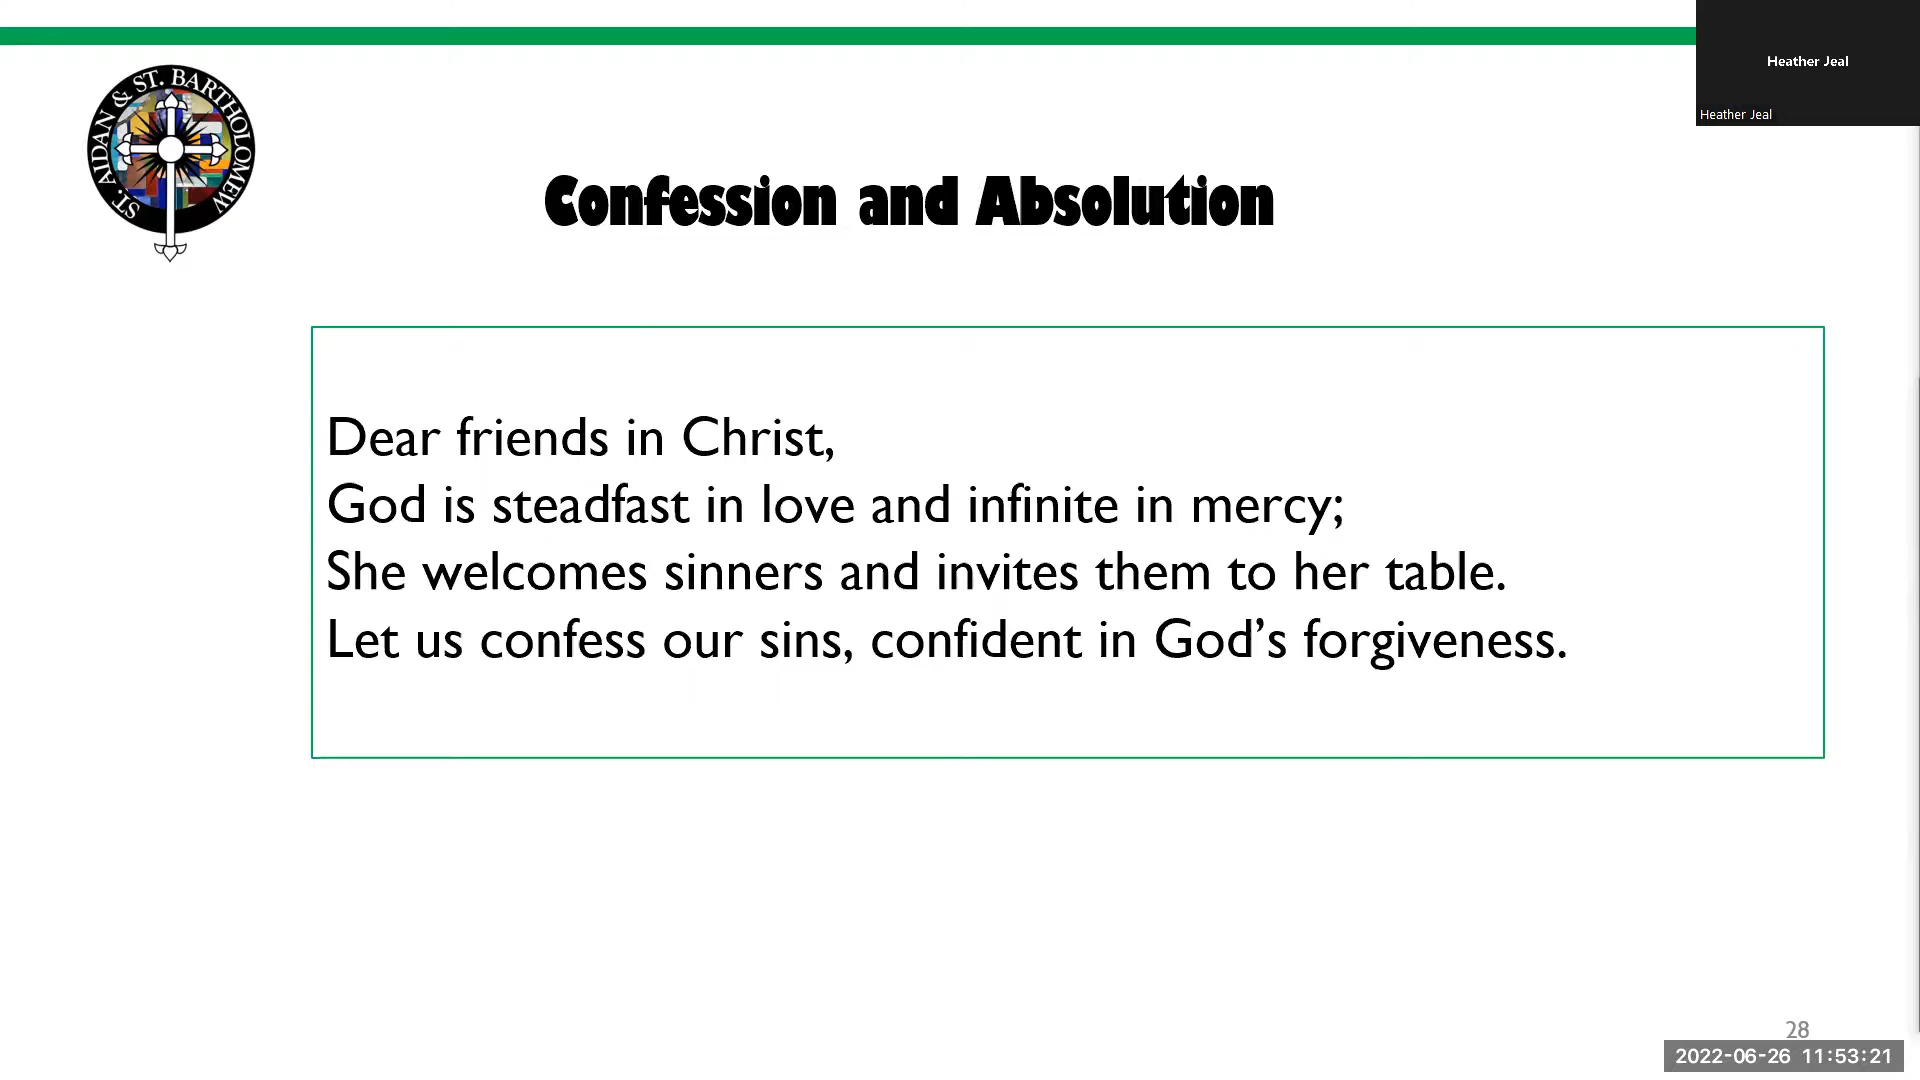 Heather Jeal
Heather Jeal
ST. AIDAN & ST. BARTHOLOMEW
Confession and Absolution
Dear friends in Christ,
God is steadfast in love and infinite in mercy;
She welcomes sinners and invites them to her table.
Let us confess our sins, confident in God’s forgiveness.
28
2022-06-26 11:53:21